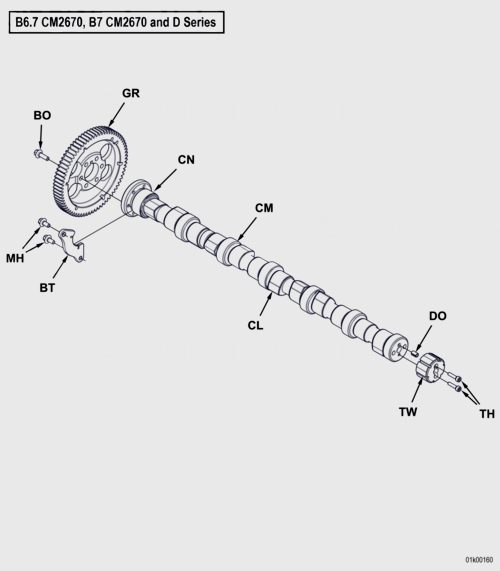 B6.7 CM2670, B7 CM2670 and D Series
GR
BO
CN
CM
MH
BT
CL
DO
TW
TH
01k00160